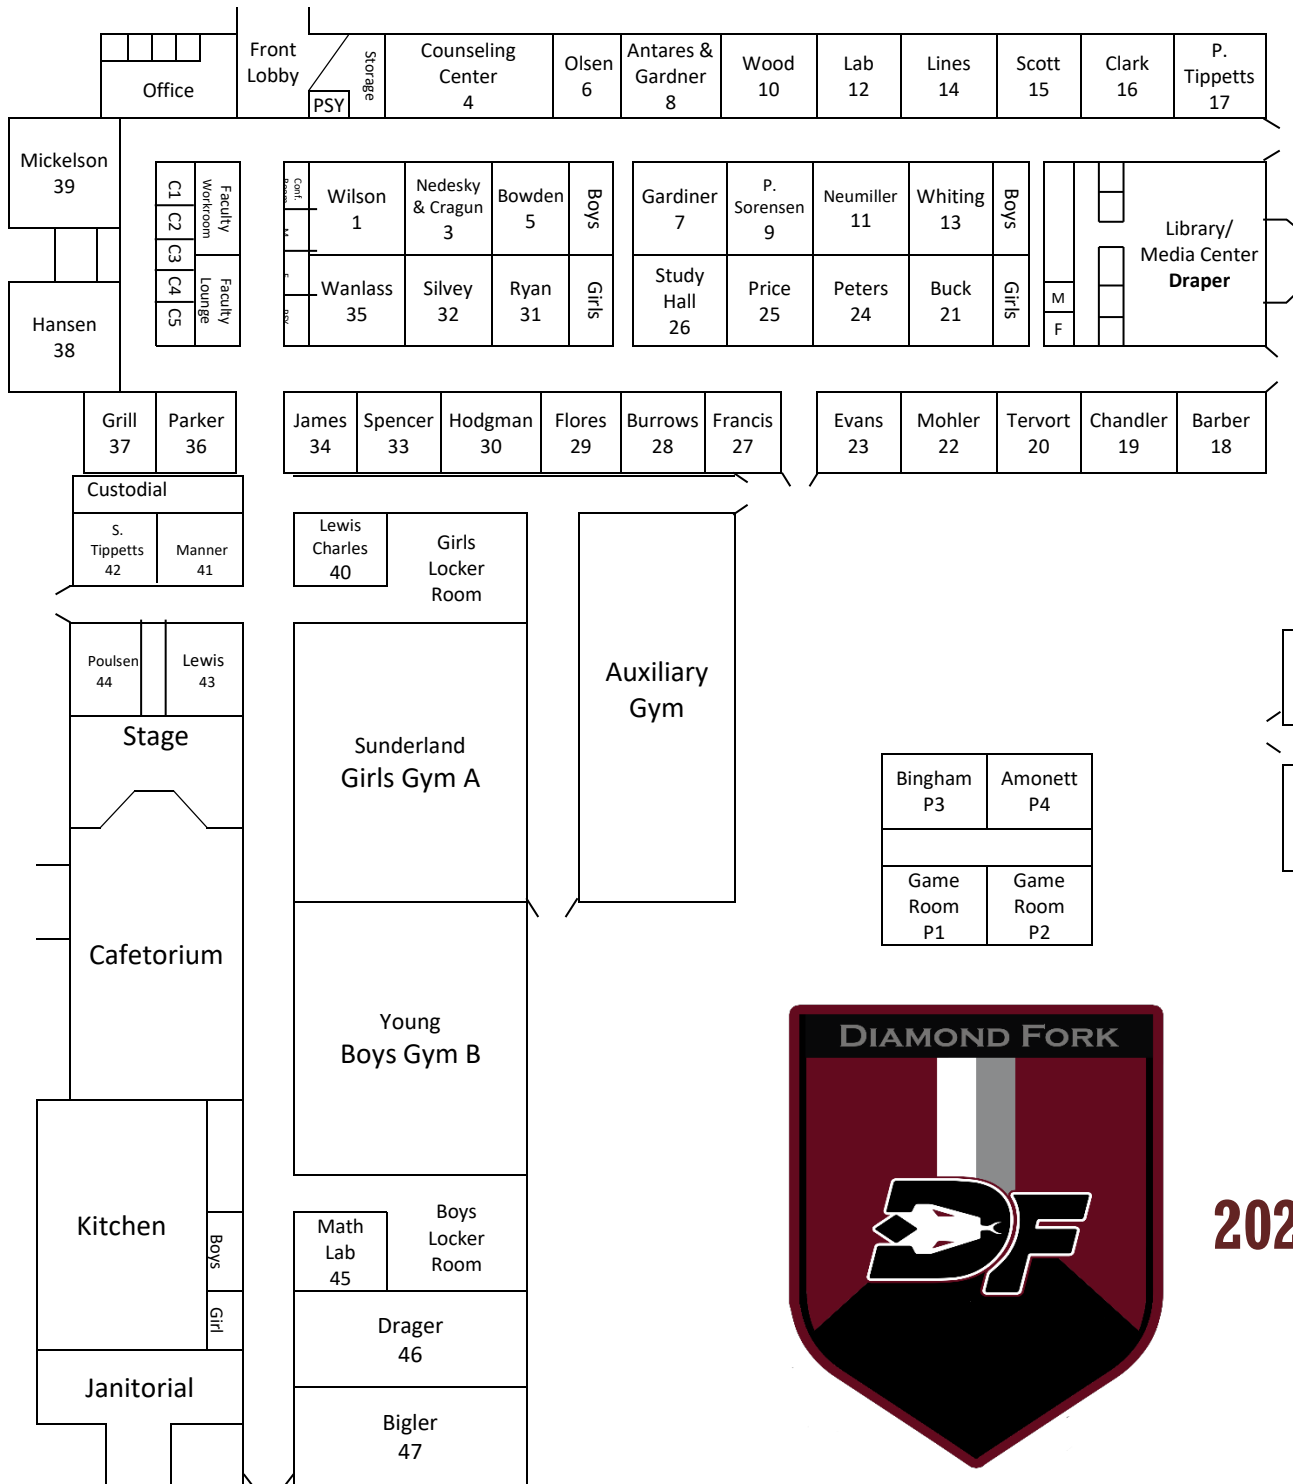 Front
Lobby
Office
PSY
Storage
Counseling
Center
4
Olsen
6
Antares &
Gardner
8
Wood
10
Lab
12
Lines
14
Scott
15
Clark
16
P.
Tippetts
17
Mickelson
39
Hansen
38
C1
C2
C3
C4
C5
Faculty
Workroom
Faculty
Lounge
Conf.
Wilson
1
Nedesky
& Cragun
3
Bowden
5
Boys
Wanlass
35
Silvey
32
Ryan
31
Girls
Gardiner
7
P.
Sorensen
9
Neumiller
11
Whiting
13
Boys
Study
Hall
26
Price
25
Peters
24
Buck
21
Girls
M
F
Library/
Media Center
Draper
Grill
37
Parker
36
James
34
Spencer
33
Hodgman
30
Flores
29
Burrows
28
Francis
27
Evans
23
Mohler
22
Tervort
20
Chandler
19
Barber
18
Custodial
S.
Tippetts
42
Manner
41
Lewis
Charles
40
Girls
Locker
Room
Poulsen
44
Lewis
43
Stage
Sunderland
Girls Gym A
Auxiliary
Gym
Bingham
P3
Amonett
P4
Game
Room
P1
Game
Room
P2
Cafetorium
Young
Boys Gym B
Kitchen
Boys
Girl
Math
Lab
45
Boys
Locker
Room
Drager
46
Janitorial
Bigler
47
DIAMOND FORK
DF
202